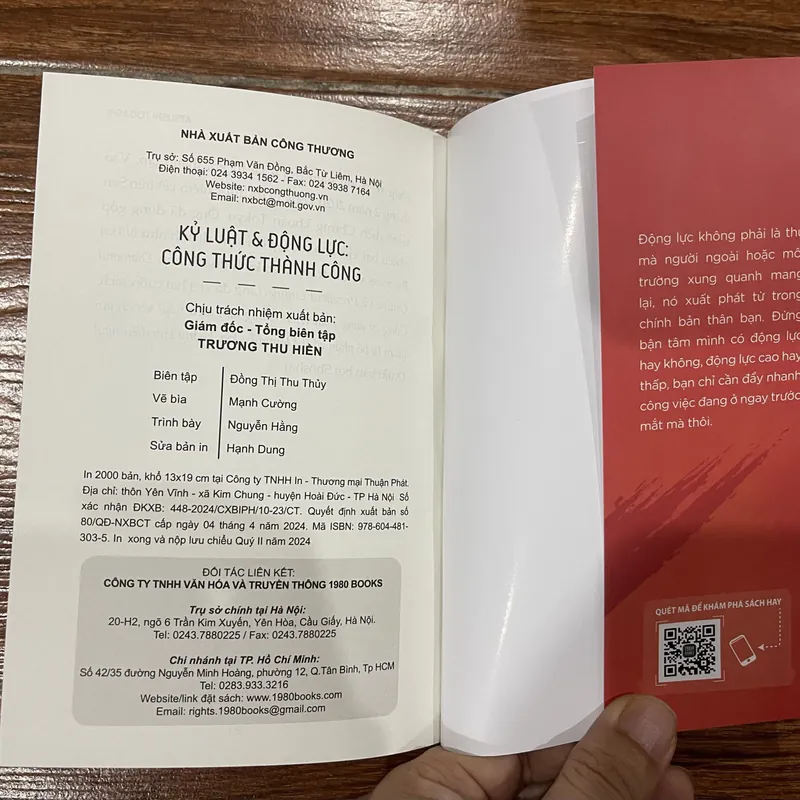 NHÀ XUẤT BẢN CÔNG THƯƠNG
Trụ sở: Số 655 Phạm Văn Đồng, Bắc Từ Liêm, Hà Nội
Điện thoại: 024 3934 1562 - Fax: 024 3938 7164
Website: nxbcongthuong.vn
Email: nxbct@moit.gov.vn
KỶ LUẬT & ĐỘNG LỰC:
CÔNG THỨC THÀNH CÔNG
Chịu trách nhiệm xuất bản:
Giám đốc - Tổng biên tập
TRƯƠNG THU HIỀN
Biên tập Đồng Thị Thu Thủy
Vẽ bìa Mạnh Cường
Trình bày Nguyễn Hằng
Sửa bản in Hạnh Dung
In 2000 bản, khổ 13x19 cm tại Công ty TNHH In - Thương mại Thuận Phát.
Địa chỉ: thôn Yên Vĩnh - xã Kim Chung - huyện Hoài Đức - TP Hà Nội Số
xác nhận ĐKXB: 448-2024/CXBIPH/10-23/CT. Quyết định xuất bản số
80/QĐ-NXBCT cấp ngày 04 tháng 4 năm 2024. Mã ISBN: 978-604-481-
303-5. In xong và nộp lưu chiểu Quý II năm 2024
ĐỐI TÁC LIÊN KẾT:
CÔNG TY TNHH VĂN HÓA VÀ TRUYỀN THÔNG 1980 BOOKS
Trụ sở chính tại Hà Nội:
20-H2, ngõ 6 Trần Kim Xuyến, Yên Hòa, Cầu Giấy, Hà Nội.
Tel: 0243.7880225 / Fax: 0243.7880225
Chi nhánh tại TP. Hồ Chí Minh:
Số 42/35 đường Nguyễn Minh Hoàng, phường 12, Q.Tân Bình, Tp HCM
Tel: 0283.933.3216
Website/link đặt sách: www.1980books.com
Email: rights.1980books@gmail.com
Động lực không phải là thứ
mà người ngoài hoặc môi
trường xung quanh mang
lại, nó xuất phát từ trong
chính bản thân bạn. Đừng
bận tâm mình có động lực
hay không, động lực cao hay
thấp, bạn chỉ cần đẩy nhanh
công việc đang ở ngay trước
mắt mà thôi.
QUÉT MÃ ĐỂ KHÁM PHÁ SÁCH HAY